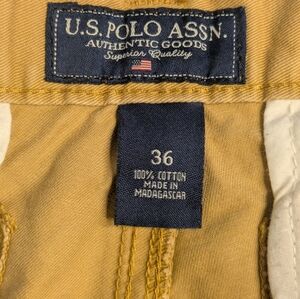 U.S. POLO ASSN.
AUTHENTIC GOODS
Superior Quality
36
100% COTTON
MADE IN
MADAGASCAR